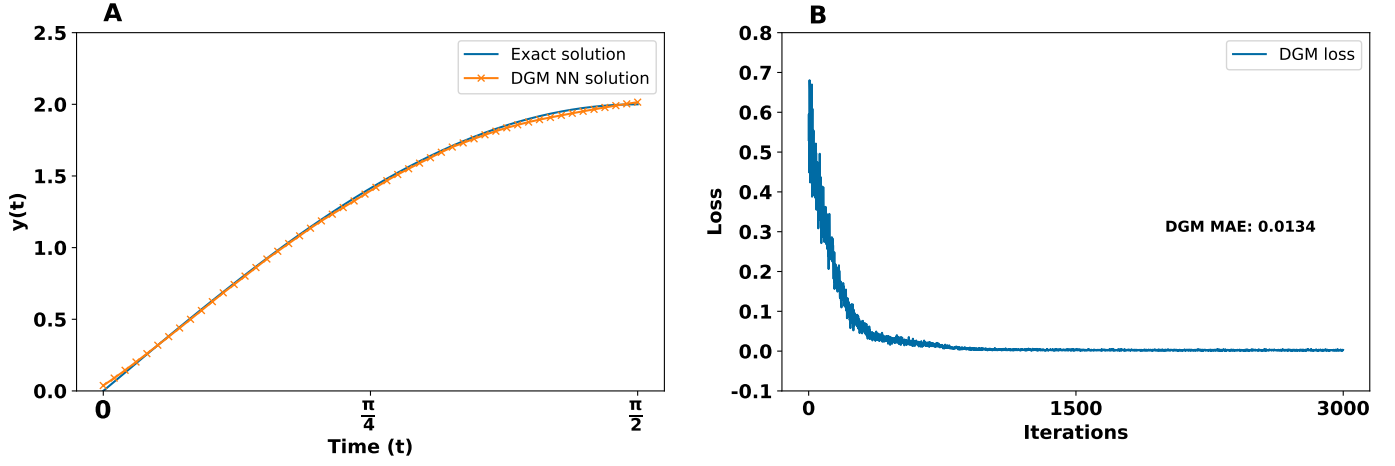 A
2.5
2.0
1.5
1.0
0.5
0.0
y(t)
Exact solution
DGM NN solution
0
π
4
π
2
Time (t)
B
0.8
0.7
0.6
0.5
0.4
0.3
0.2
0.1
0.0
-0.1
Loss
DGM loss
DGM MAE: 0.0134
0
1500
3000
Iterations